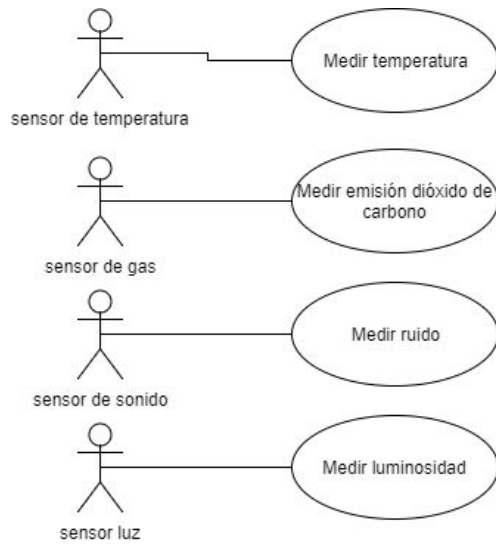 Medir temperatura
sensor de temperatura
Medir emisión dióxido de
carbono
sensor de gas
Medir ruido
sensor de sonido
Medir luminosidad
sensor luz